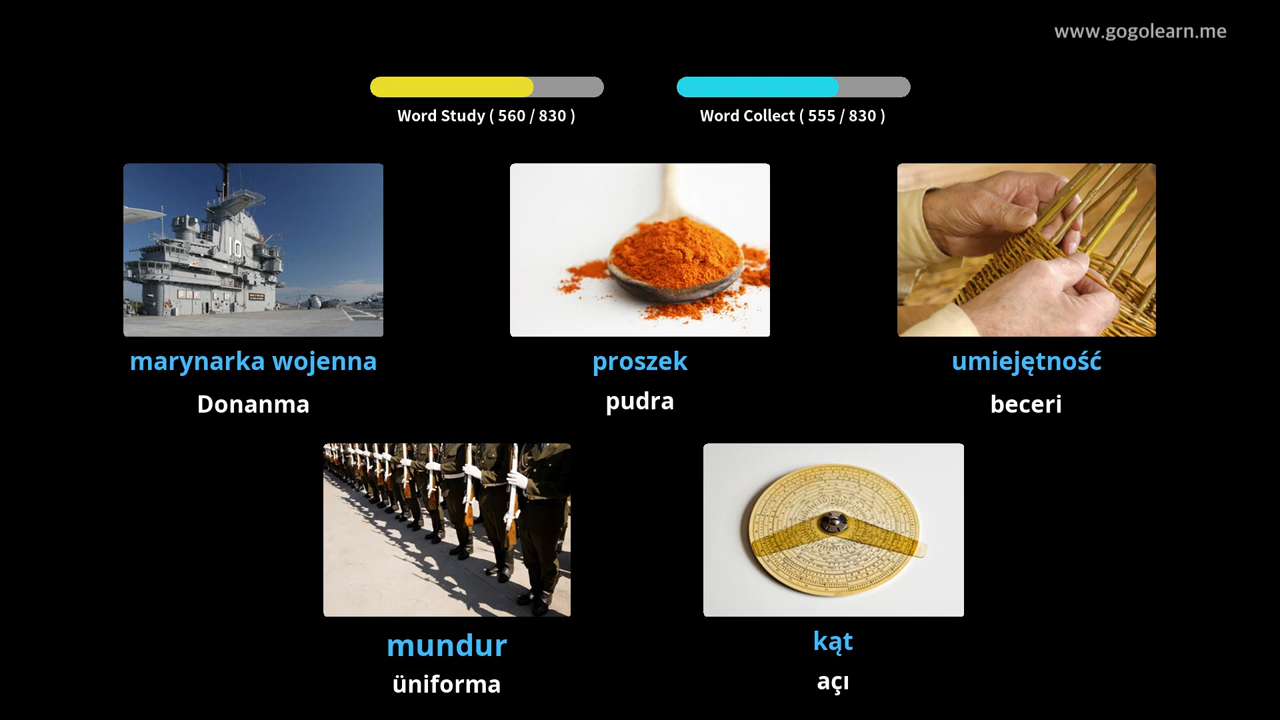 www.gogolearn.me
Word Study ( 560 / 830 )
Word Collect ( 555 / 830 )
10
marynarka wojenna
proszek
umiejętność
Donanma
pudra
beceri
mundur
kąt
üniforma
açı